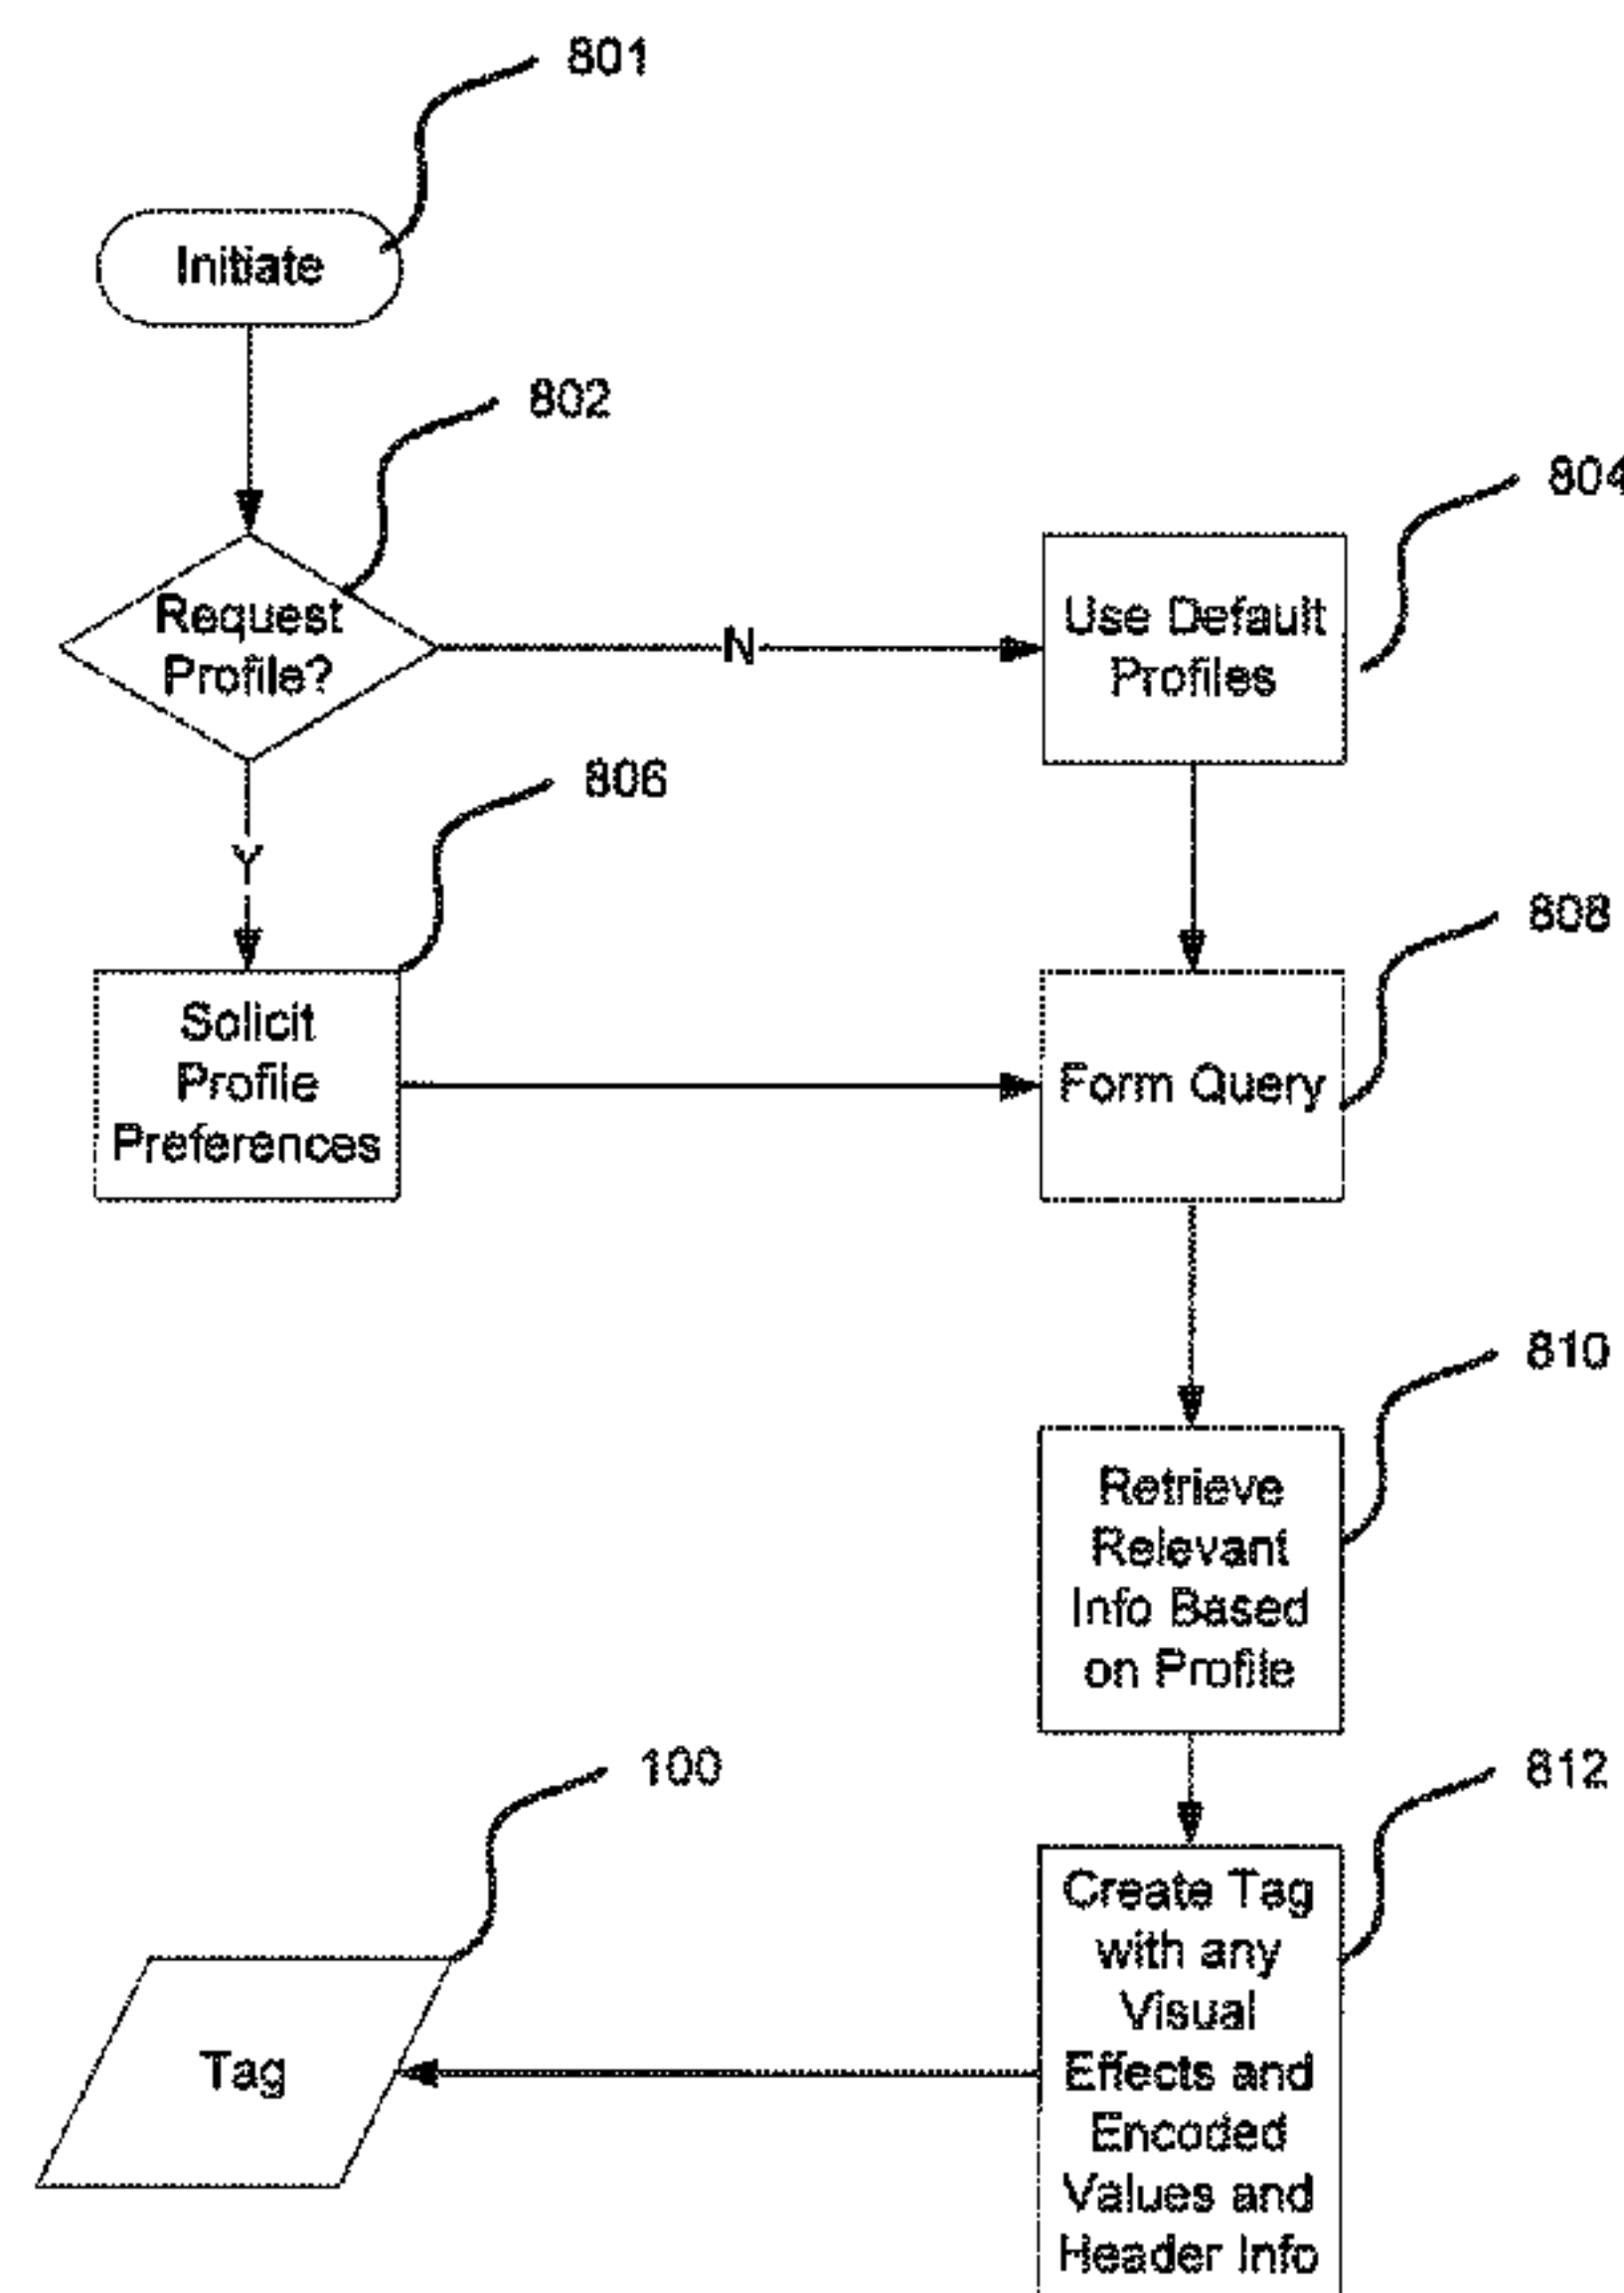 801
Initiate
802
Request
Profile?
N
804
Use Default
Profiles
Y
806
Solicit
Profile
Preferences
808
Form Query
810
Retrieve
Relevant
Info Based
on Profile
812
Create Tag
with any
Visual
Effects and
Encoded
Values and
Header Info
100
Tag